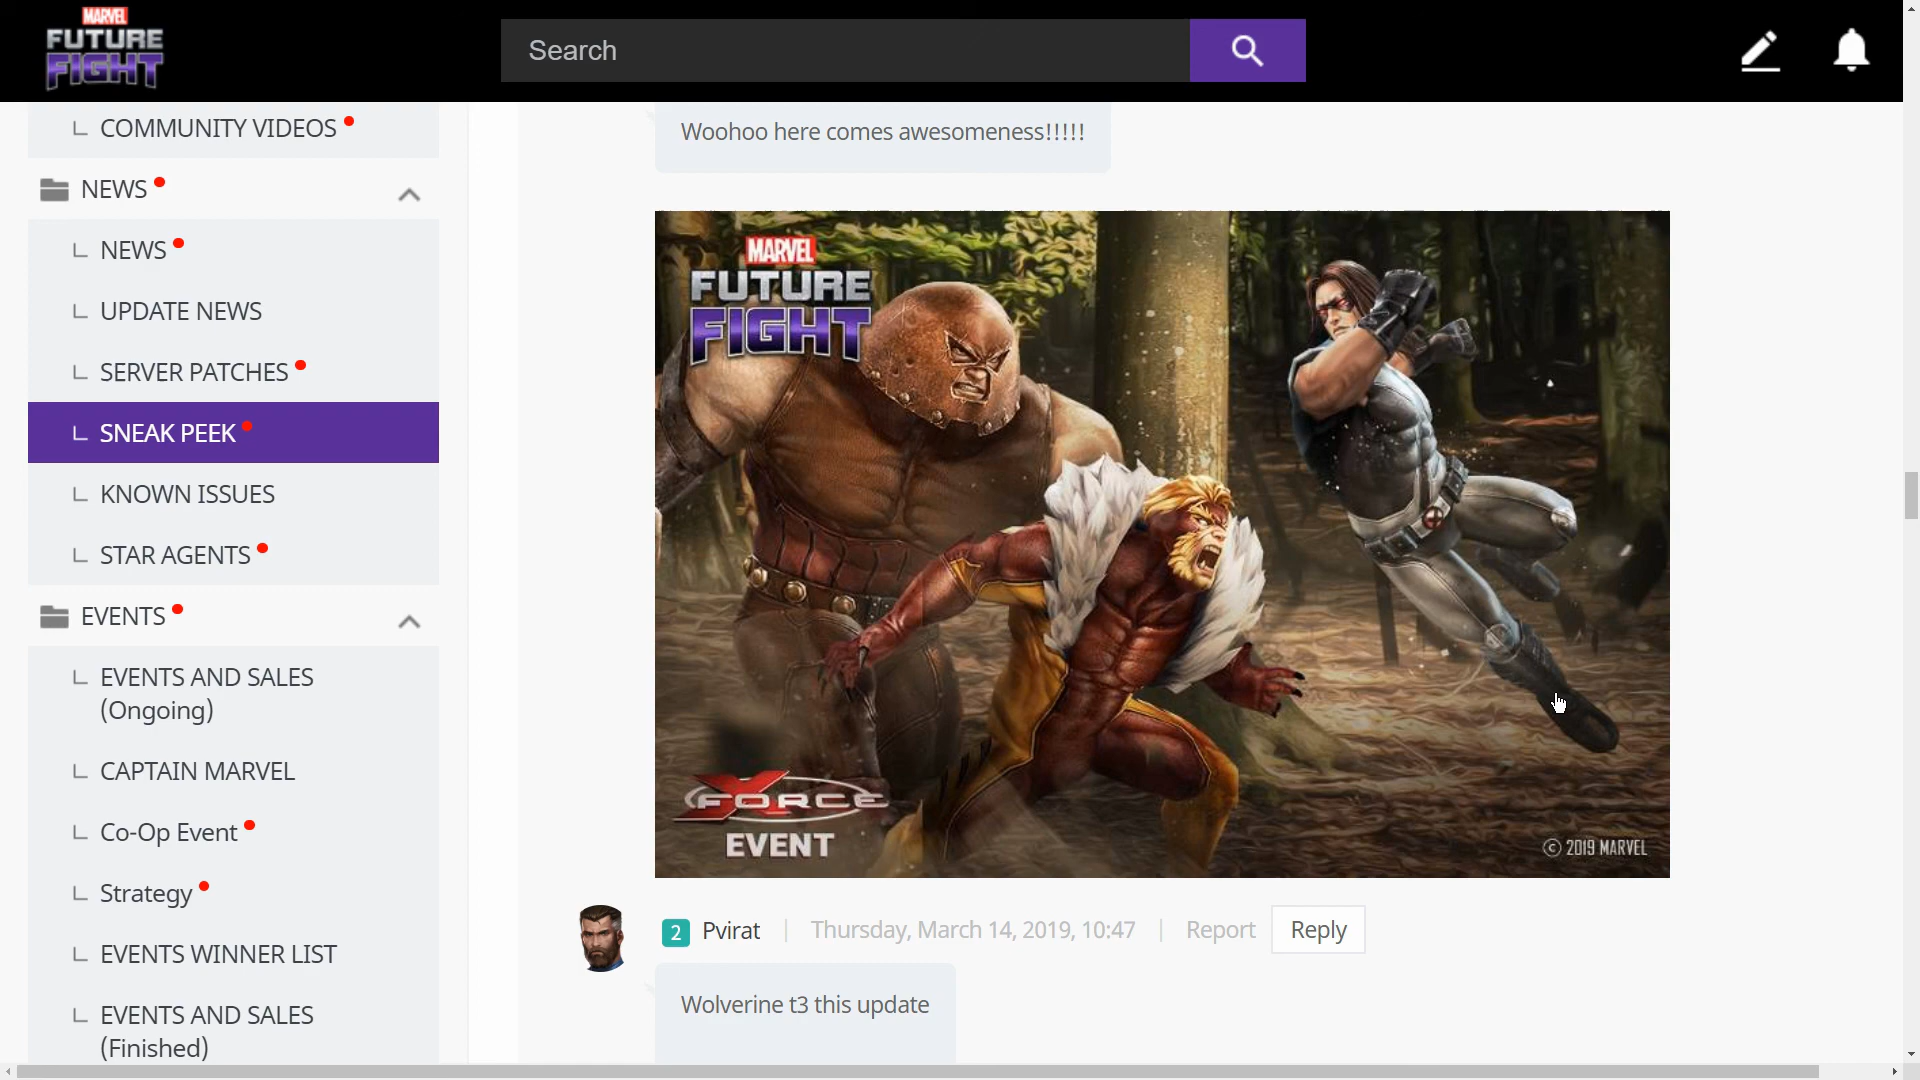 MARVEL
FUTURE
FIGHT
Search
COMMUNITY VIDEOS
NEWS
NEWS
UPDATE NEWS
SERVER PATCHES
SNEAK PEEK
KNOWN ISSUES
STAR AGENTS
EVENTS
EVENTS AND SALES
(Ongoing)
CAPTAIN MARVEL
Co-Op Event
Strategy
EVENTS WINNER LIST
EVENTS AND SALES
(Finished)
Woohoo here comes awesomeness!!!!!
MARVEL
FUTURE
FIGHT
X FORCE
EVENT
© 2019 MARVEL
2 Pvirat | Thursday, March 14, 2019, 10:47 | Report Reply
Wolverine t3 this update